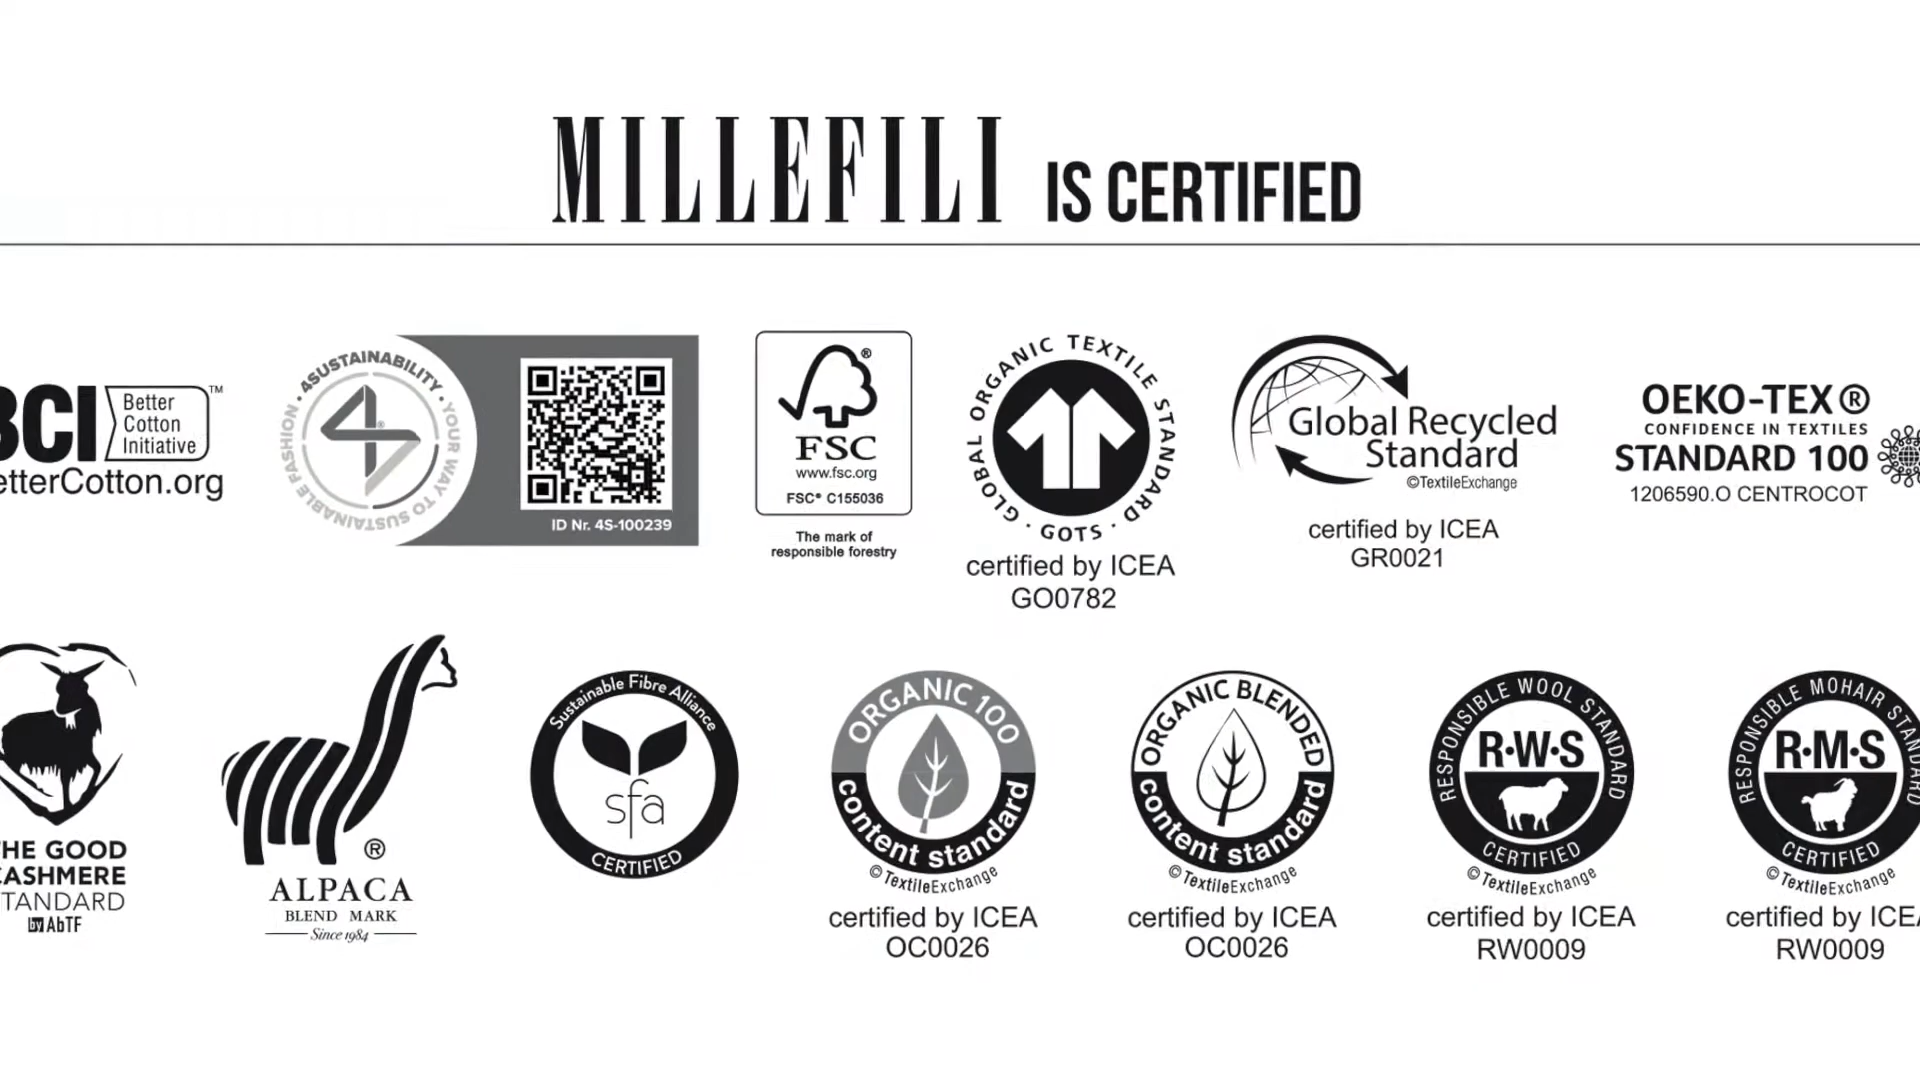 MILLEFILI IS CERTIFIED
BCI Better Cotton Initiative™
etterCotton.org
4SUSTAINABILITY® · YOUR WAY TO SUSTAINABLE FASHION ·
4®
ID Nr. 4S-100239
®
FSC
www.fsc.org
FSC® C155036
The mark of
responsible forestry
GLOBAL ORGANIC TEXTILE STANDARD · GOTS ·
certified by ICEA
GO0782
Global Recycled
Standard
©TextileExchange
certified by ICEA
GR0021
OEKO-TEX®
CONFIDENCE IN TEXTILES
STANDARD 100
1206590.O CENTROCOT
THE GOOD
CASHMERE
STANDARD
by AbTF
®
ALPACA
BLEND MARK
Since 1984
Sustainable Fibre Alliance
sfa
CERTIFIED
ORGANIC 100
content standard
©TextileExchange
certified by ICEA
OC0026
ORGANIC BLENDED
content standard
©TextileExchange
certified by ICEA
OC0026
RESPONSIBLE WOOL STANDARD
R·W·S
CERTIFIED
©TextileExchange
certified by ICEA
RW0009
RESPONSIBLE MOHAIR STANDARD
R·M·S
CERTIFIED
©TextileExchange
certified by ICEA
RW0009